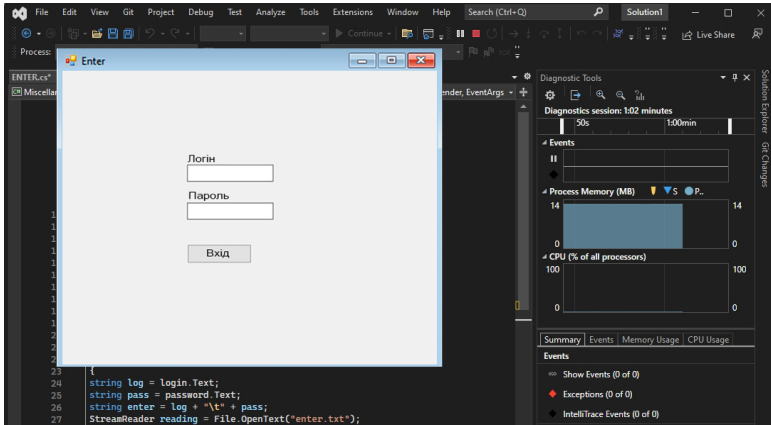 File Edit View Git Project Debug Test Analyze Tools Extensions Window Help Search (Ctrl+Q) Solution1
Continue Live Share
Process:
Enter
ENTER.cs*
Miscellan ender, EventArgs
Логін
Пароль
Вхід
23 {
24 string log = login.Text;
25 string pass = password.Text;
26 string enter = log + "\t" + pass;
27 StreamReader reading = File.OpenText("enter.txt");
Diagnostic Tools
Diagnostics session: 1:02 minutes
50s 1:00min
Events
Process Memory (MB) S P..
14 14
0 0
CPU (% of all processors)
100 100
0 0
Summary Events Memory Usage CPU Usage
Events
Show Events (0 of 0)
Exceptions (0 of 0)
IntelliTrace Events (0 of 0)
Solution Explorer
Git Changes